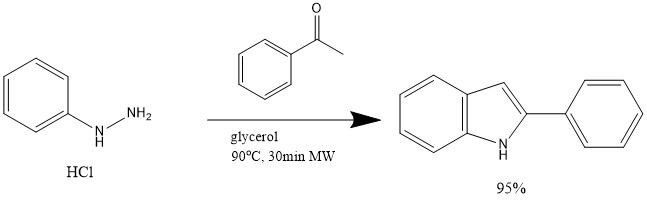 O
NH2
N
H
HCl
glycerol
90ºC, 30min MW
N
H
95%